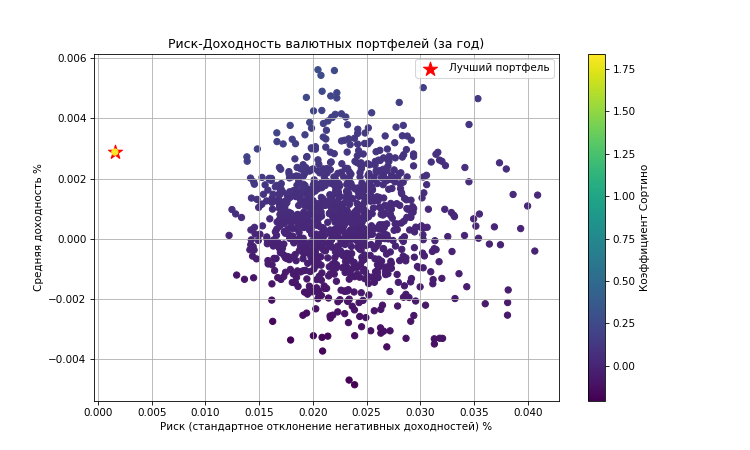 Риск-Доходность валютных портфелей (за год)
Лучший портфель
Средняя доходность %
0.006
0.004
0.002
0.000
−0.002
−0.004
0.000 0.005 0.010 0.015 0.020 0.025 0.030 0.035 0.040
Риск (стандартное отклонение негативных доходностей) %
1.75
1.50
1.25
1.00
0.75
0.50
0.25
0.00
Коэффициент Сортино